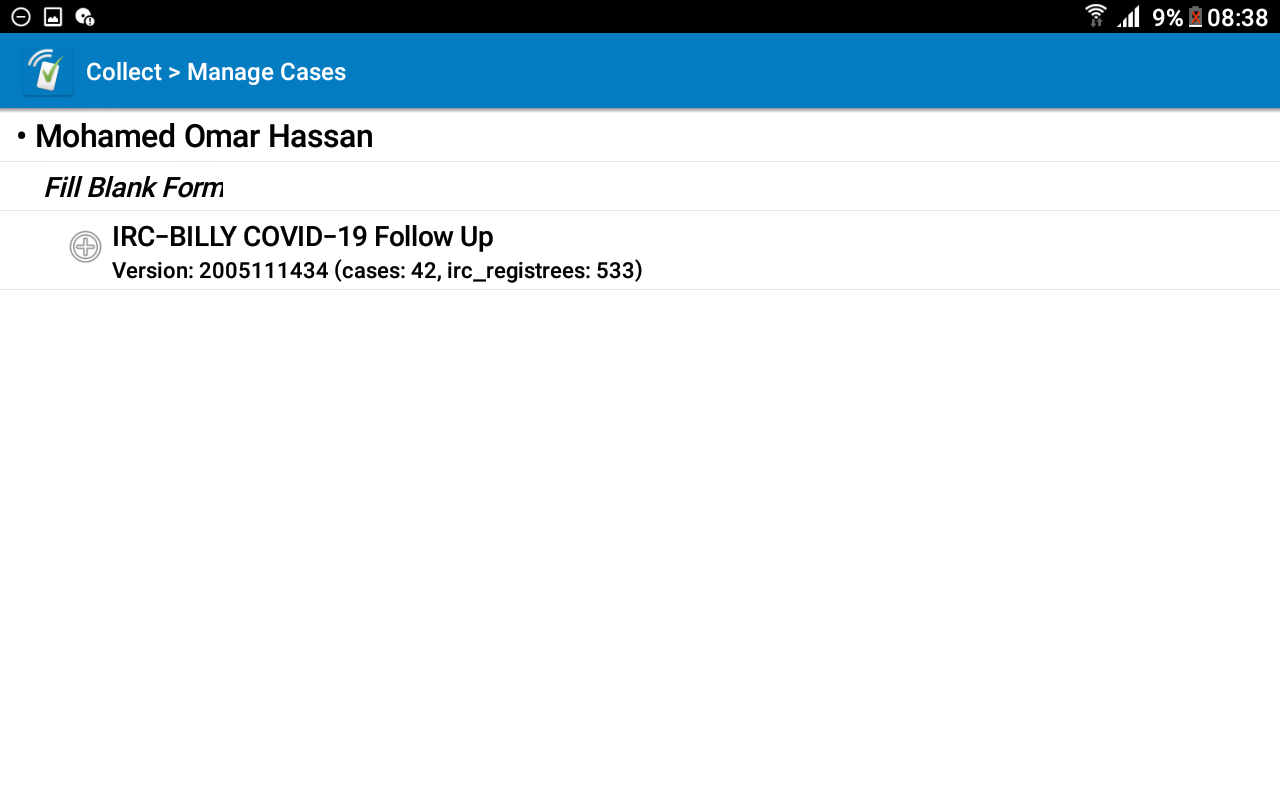 9% 08:38
Collect > Manage Cases
• Mohamed Omar Hassan
Fill Blank Form
IRC-BILLY COVID-19 Follow Up
Version: 2005111434 (cases: 42, irc_registrees: 533)